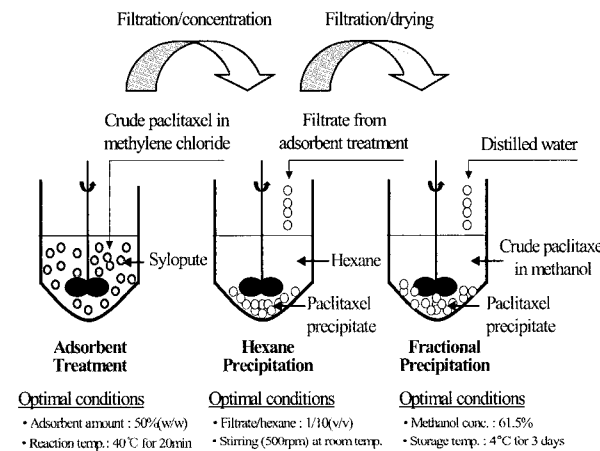 Filtration/concentration
Filtration/drying
Crude paclitaxel in
methylene chloride
Filtrate from
adsorbent treatment
Distilled water
Sylopute
Hexane
Crude paclitaxe
in methanol
Paclitaxel
precipitate
Paclitaxel
precipitate
Adsorbent
Treatment
Hexane
Precipitation
Fractional
Precipitation
Optimal conditions
• Adsorbent amount : 50%(w/w)
• Reaction temp.: 40℃ for 20min
Optimal conditions
• Filtrate/hexane : 1/10(v/v)
• Stirring (500rpm) at room temp.
Optimal conditions
• Methanol conc. : 61.5%
• Storage temp. : 4°C for 3 days